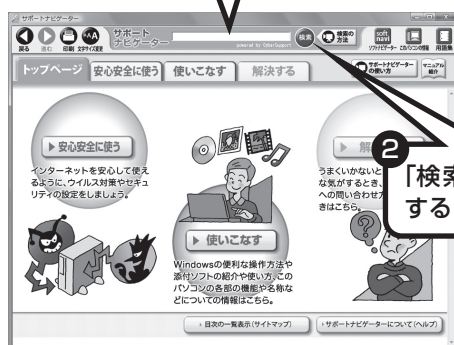 サポートナビゲーター
戻る 進む 印刷 文字サイズ変更
サポート
ナビゲーター
powered by CyberSupport
検索
検索の
方法
soft
navi
ソフトナビゲーター このパソコンの情報 用語集
トップページ 安心安全に使う 使いこなす 解決する
サポートナビゲーター
の使い方
マニュアル
紹介
安心安全に使う
インターネットを安心して使え
るように、ウイルス対策やセキュ
リティの設定をしましょう。
使いこなす
Windowsの便利な操作方法や
添付ソフトの紹介や使い方、この
パソコンの各部の機能や名称な
どについての情報はこちら。
解
うまくいかないと
な気がするとき、
への問い合わせ方
きはこちら。
2
「検索
する
目次の一覧表示(サイトマップ)
サポートナビゲーターについて(ヘルプ)